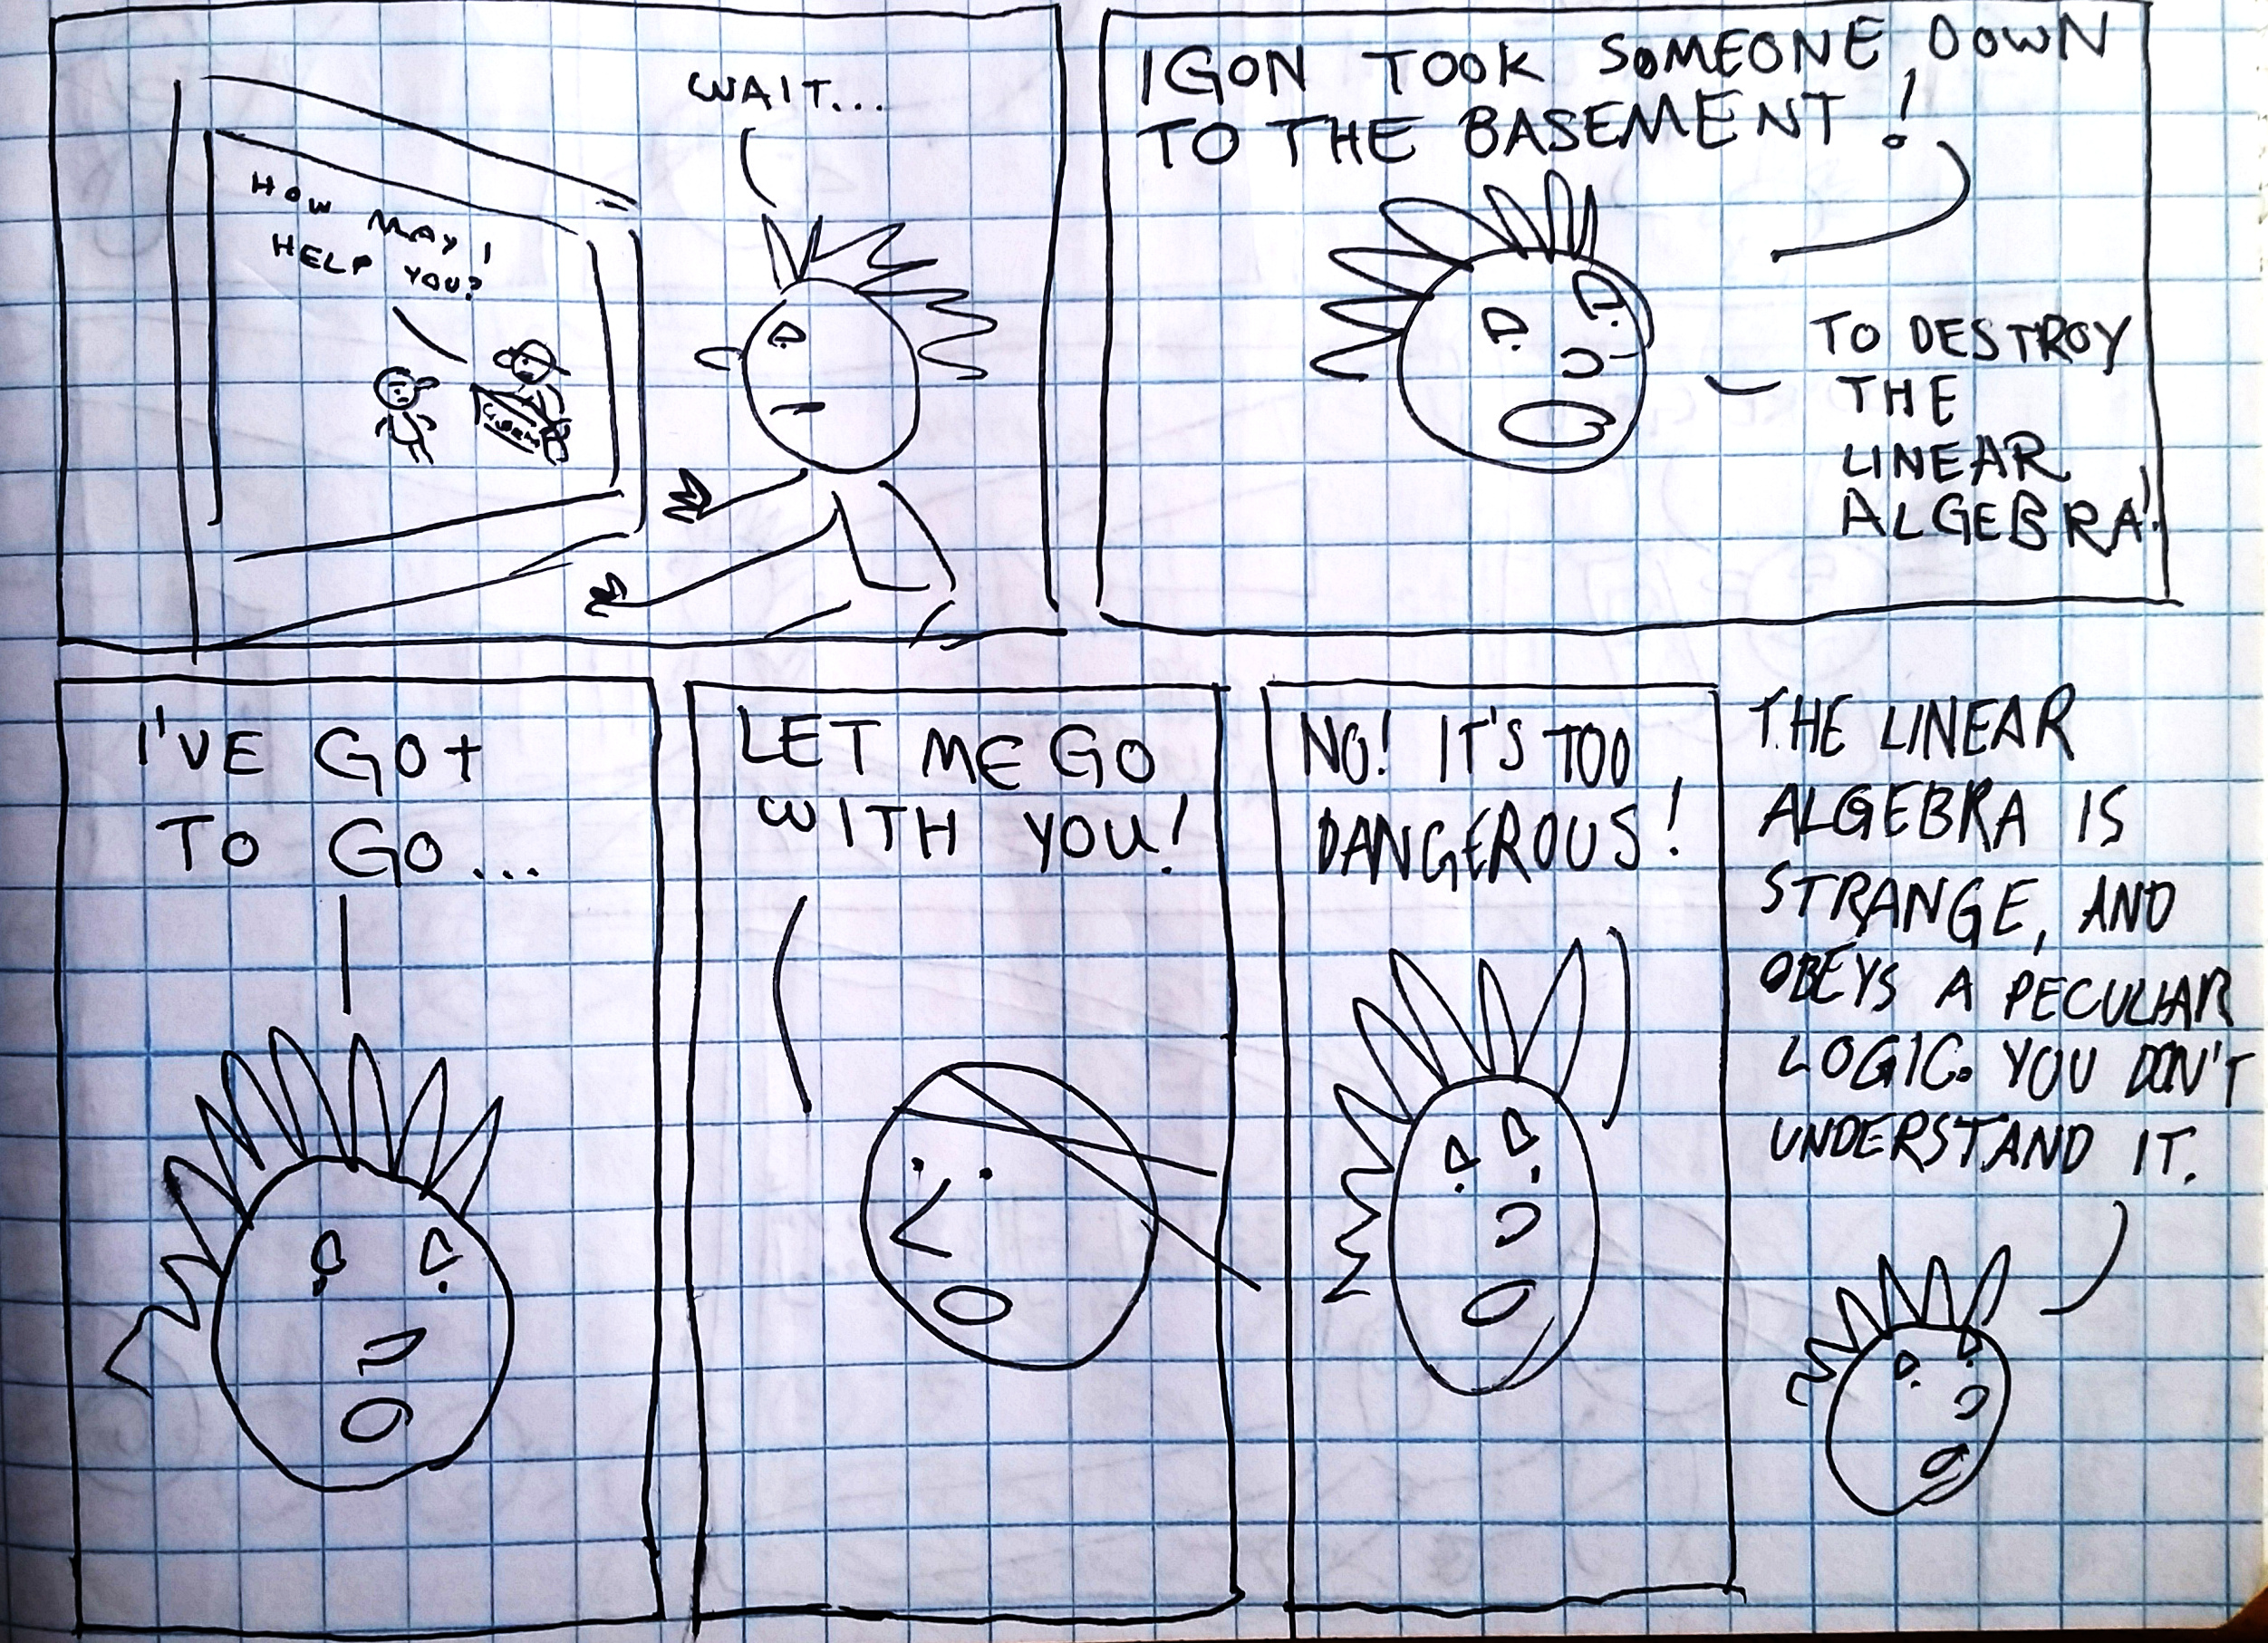 WAIT...
HOW MAY I
HELP YOU?
IGON TOOK SOMEONE DOWN
TO THE BASEMENT!
TO DESTROY
THE
LINEAR
ALGEBRA!
I'VE GOT
TO GO...
LET ME GO
WITH YOU!
NO! IT'S TOO
DANGEROUS!
THE LINEAR
ALGEBRA IS
STRANGE, AND
OBEYS A PECULIAR
LOGIC. YOU DON'T
UNDERSTAND IT.